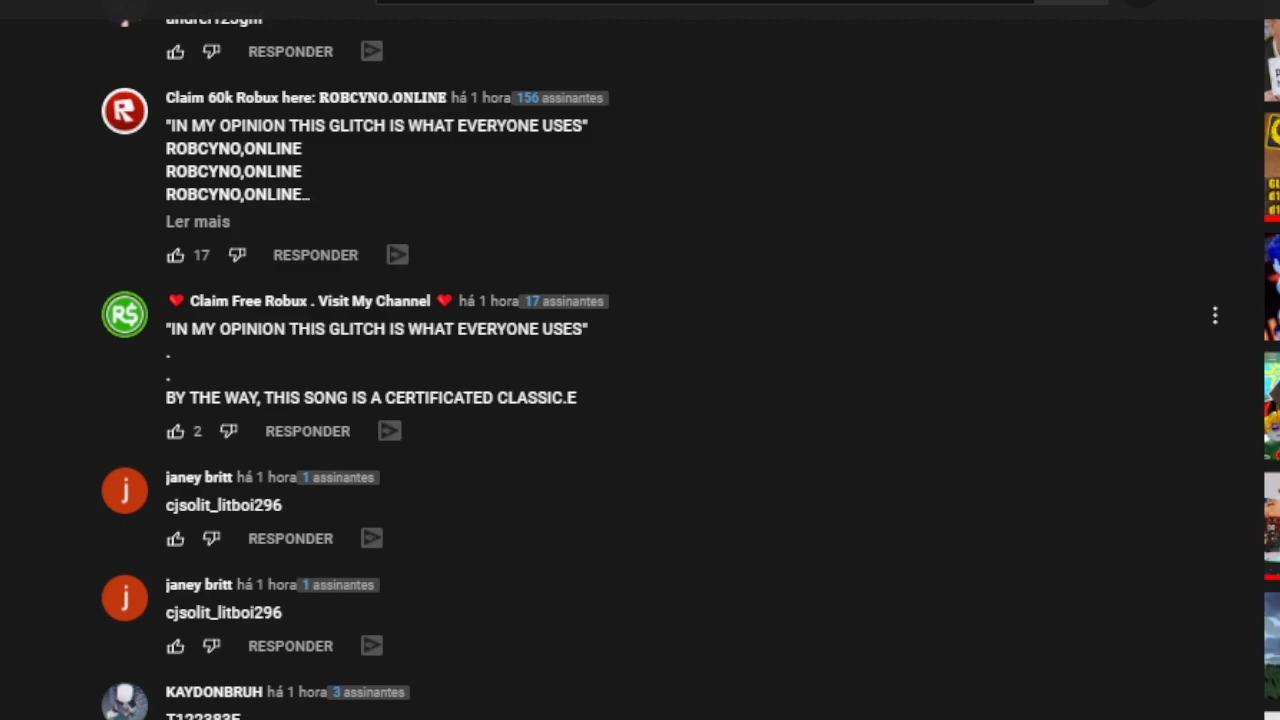 RESPONDER
Claim 60k Robux here: ROBCYNO.ONLINE há 1 hora 156 assinantes
"IN MY OPINION THIS GLITCH IS WHAT EVERYONE USES"
ROBCYNO,ONLINE
ROBCYNO,ONLINE
ROBCYNO,ONLINE…
Ler mais
17 RESPONDER
R$
Claim Free Robux . Visit My Channel há 1 hora 17 assinantes
"IN MY OPINION THIS GLITCH IS WHAT EVERYONE USES"
.
.
BY THE WAY, THIS SONG IS A CERTIFICATED CLASSIC.E
2 RESPONDER
j
janey britt há 1 hora 1 assinantes
cjsolit_litboi296
RESPONDER
j
janey britt há 1 hora 1 assinantes
cjsolit_litboi296
RESPONDER
KAYDONBRUH há 1 hora 3 assinantes